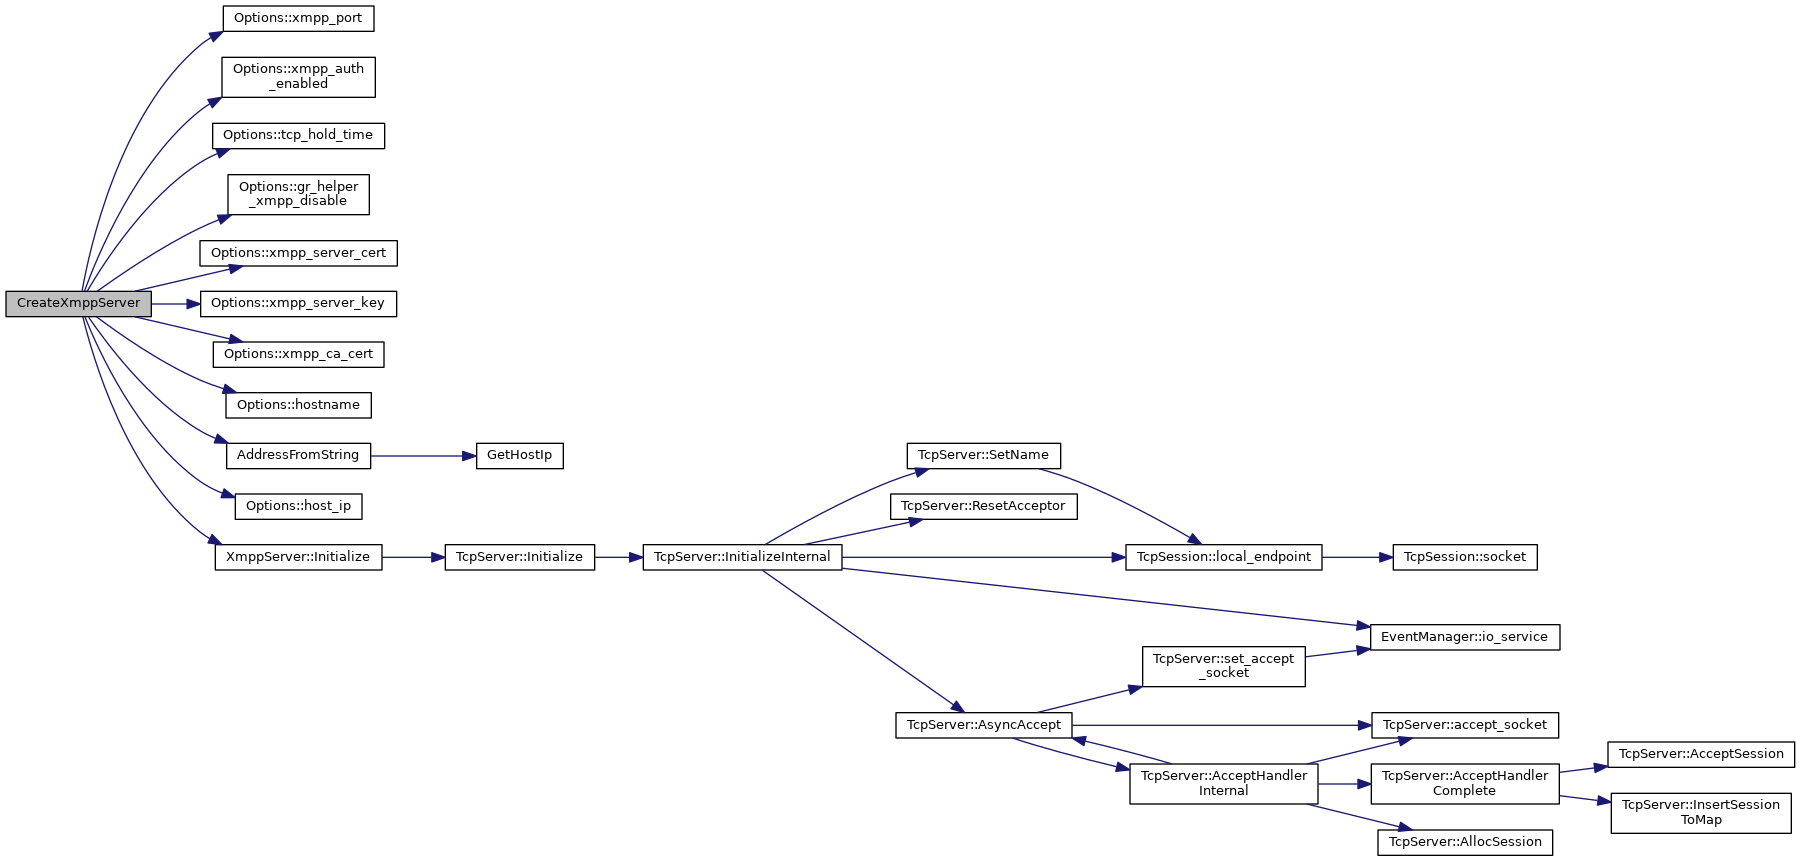 Options::xmpp_port
Options::xmpp_auth
_enabled
Options::tcp_hold_time
Options::gr_helper
_xmpp_disable
Options::xmpp_server_cert
CreateXmppServer
Options::xmpp_server_key
Options::xmpp_ca_cert
Options::hostname
AddressFromString
GetHostIp
TcpServer::SetName
Options::host_ip
TcpServer::ResetAcceptor
XmppServer::Initialize
TcpServer::Initialize
TcpServer::InitializeInternal
TcpSession::local_endpoint
TcpSession::socket
EventManager::io_service
TcpServer::set_accept
_socket
TcpServer::AsyncAccept
TcpServer::accept_socket
TcpServer::AcceptHandler
Internal
TcpServer::AcceptHandler
Complete
TcpServer::AcceptSession
TcpServer::InsertSession
ToMap
TcpServer::AllocSession